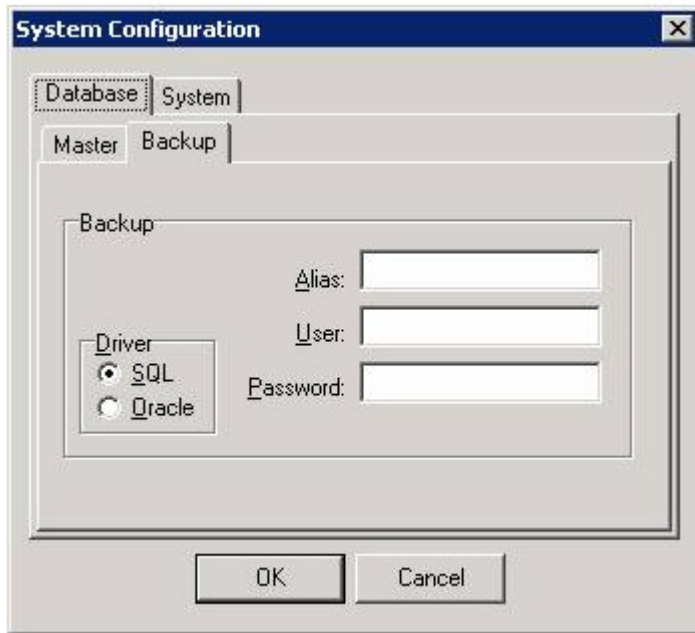 System Configuration
Database System
Master Backup
Backup
Alias:
User:
Driver
SQL
Password:
Oracle
OK Cancel